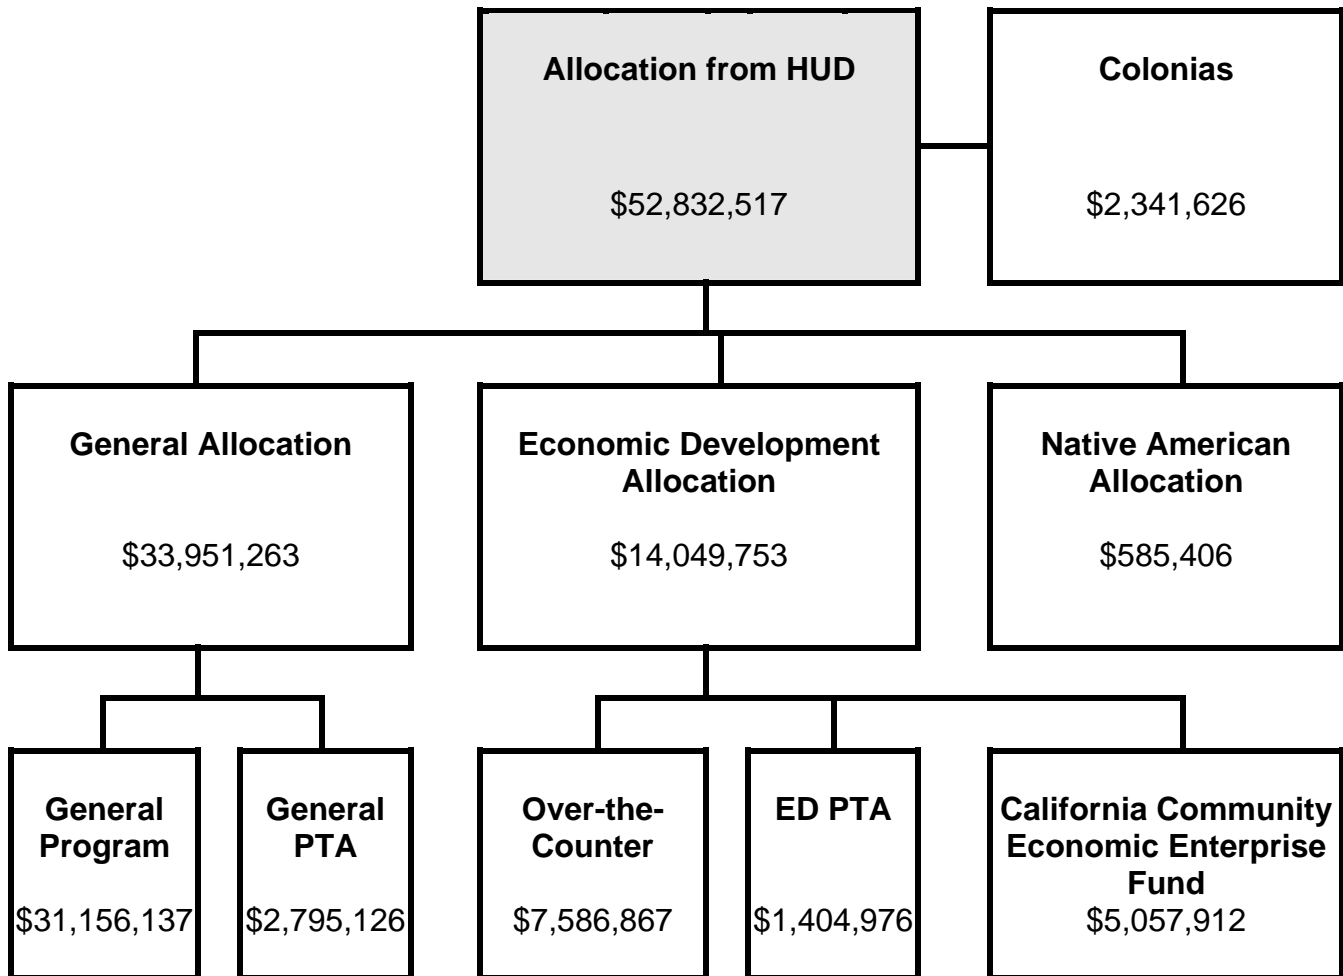 Allocation from HUD
$52,832,517
Colonias
$2,341,626
General Allocation
$33,951,263
Economic Development
Allocation
$14,049,753
Native American
Allocation
$585,406
General
Program
$31,156,137
General
PTA
$2,795,126
Over-the-
Counter
$7,586,867
ED PTA
$1,404,976
California Community
Economic Enterprise
Fund
$5,057,912